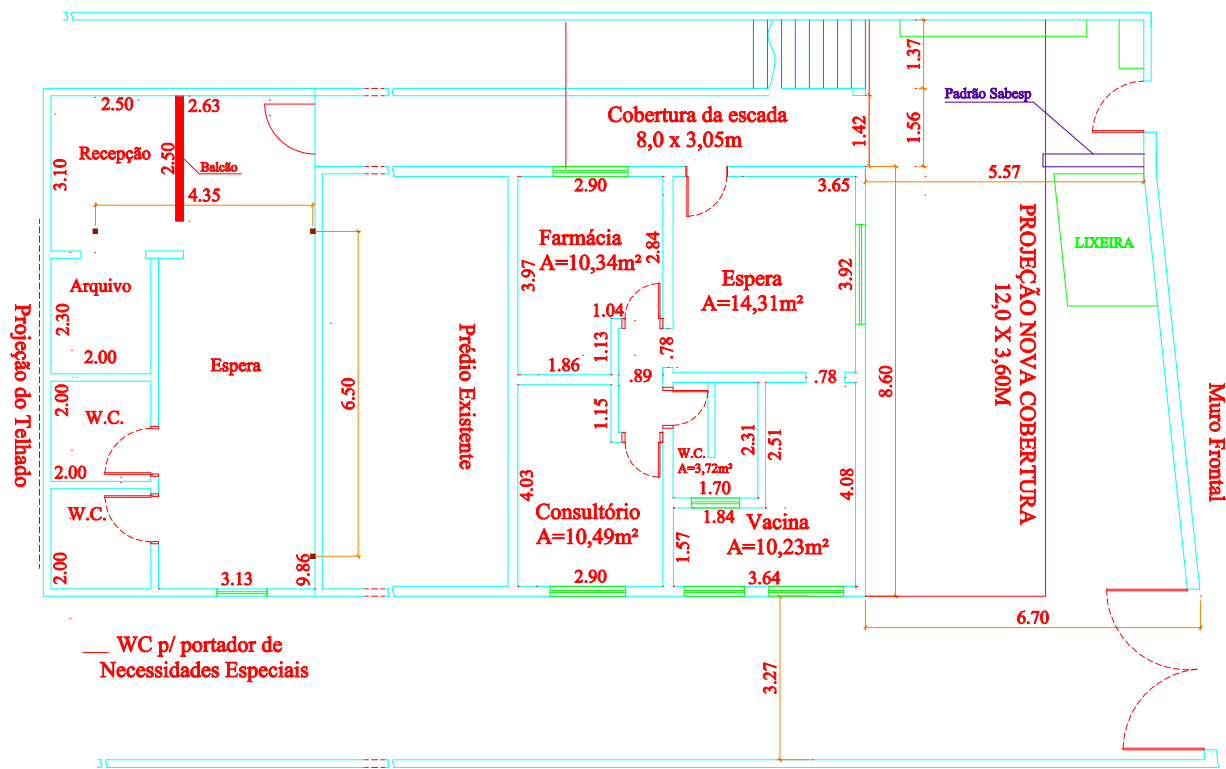 2.50
2.63
Recepção
3.10
2.50
Balcão
4.35
Arquivo
2.30
2.00
Espera
2.00
W.C.
2.00
W.C.
2.00
3.13
9.86
6.50
Projeção do Telhado
Prédio Existente
WC p/ portador de
Necessidades Especiais
Cobertura da escada
8,0 x 3,05m
1.42
1.37
1.56
Padrão Sabesp
2.90
3.65
5.57
Farmácia
A=10,34m²
3.97
2.84
Espera
A=14,31m²
3.92
1.04
1.13
.78
1.86
.89
.78
1.15
4.03
Consultório
A=10,49m²
2.90
W.C.
A=3,72m²
2.31
2.51
1.70
1.84
Vacina
A=10,23m²
1.57
3.64
4.08
8.60
PROJEÇÃO NOVA COBERTURA
12,0 X 3,60M
LIXEIRA
Muro Frontal
6.70
3.27